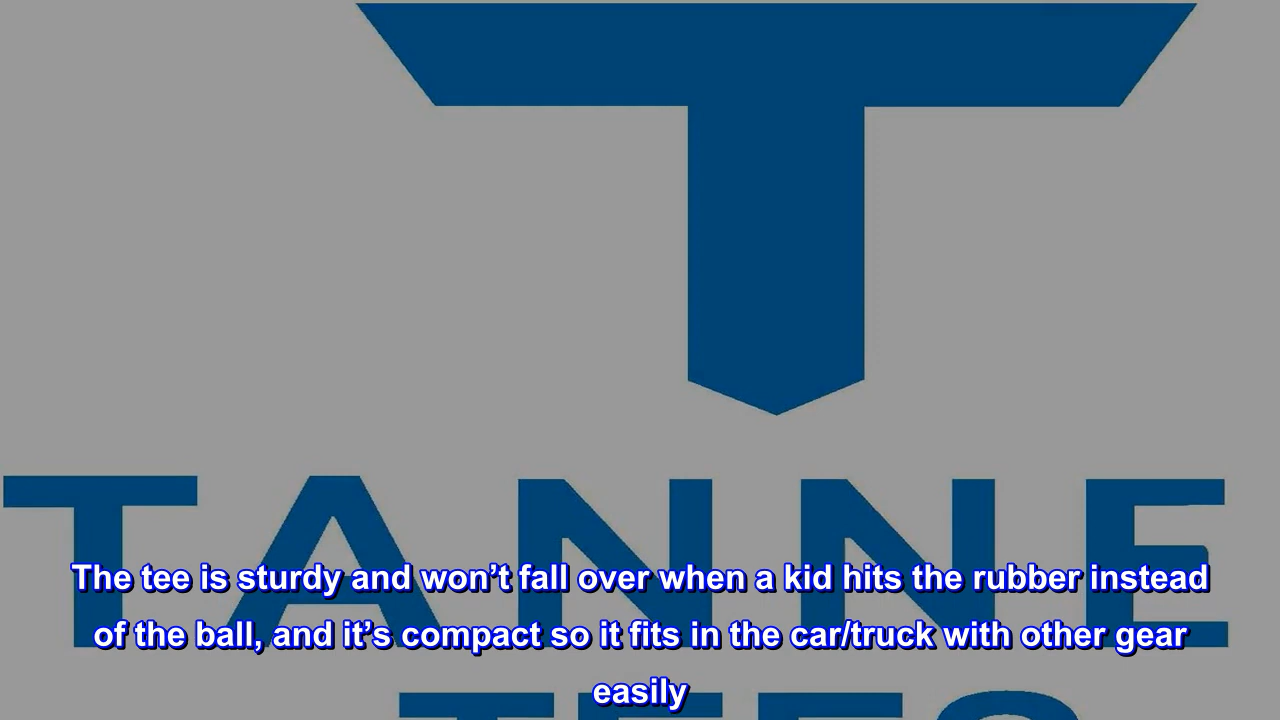 TANNE
The tee is sturdy and won’t fall over when a kid hits the rubber instead
of the ball, and it’s compact so it fits in the car/truck with other gear
easily
TEES